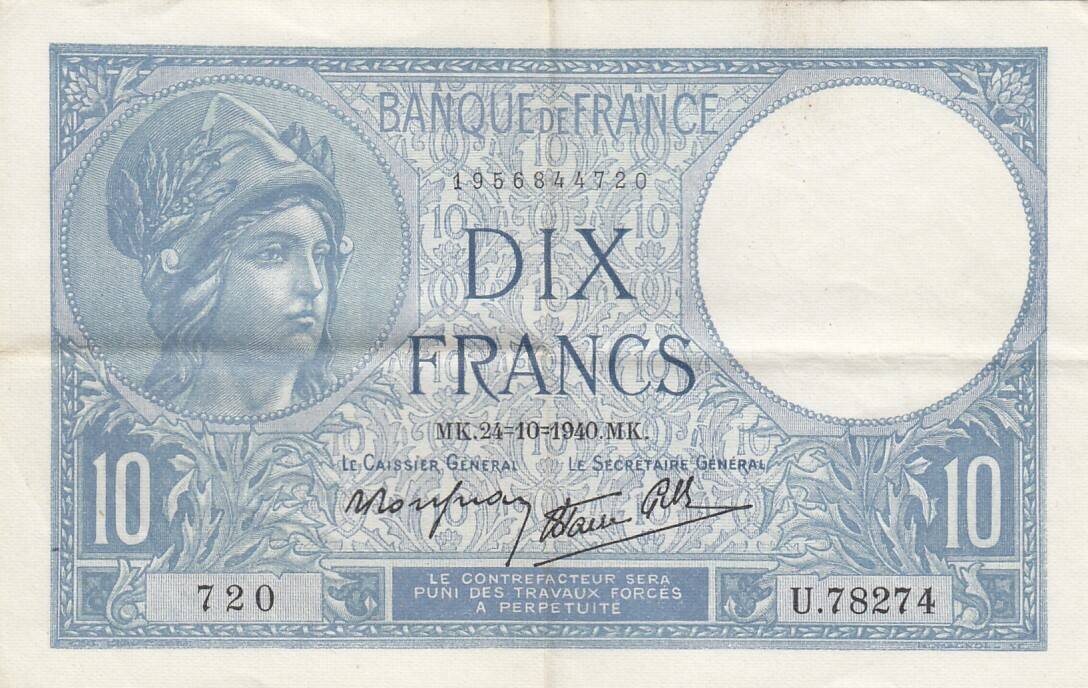 BANQUE DE FRANCE
1956844720
DIX
FRANCS
MK.24=10=1940.MK.
LE CAISSIER GÉNÉRAL LE SECRÉTAIRE GÉNÉRAL
10 10
LE CONTREFACTEUR SERA
PUNI DES TRAVAUX FORCÉS
A PERPÉTUITÉ
720 U.78274